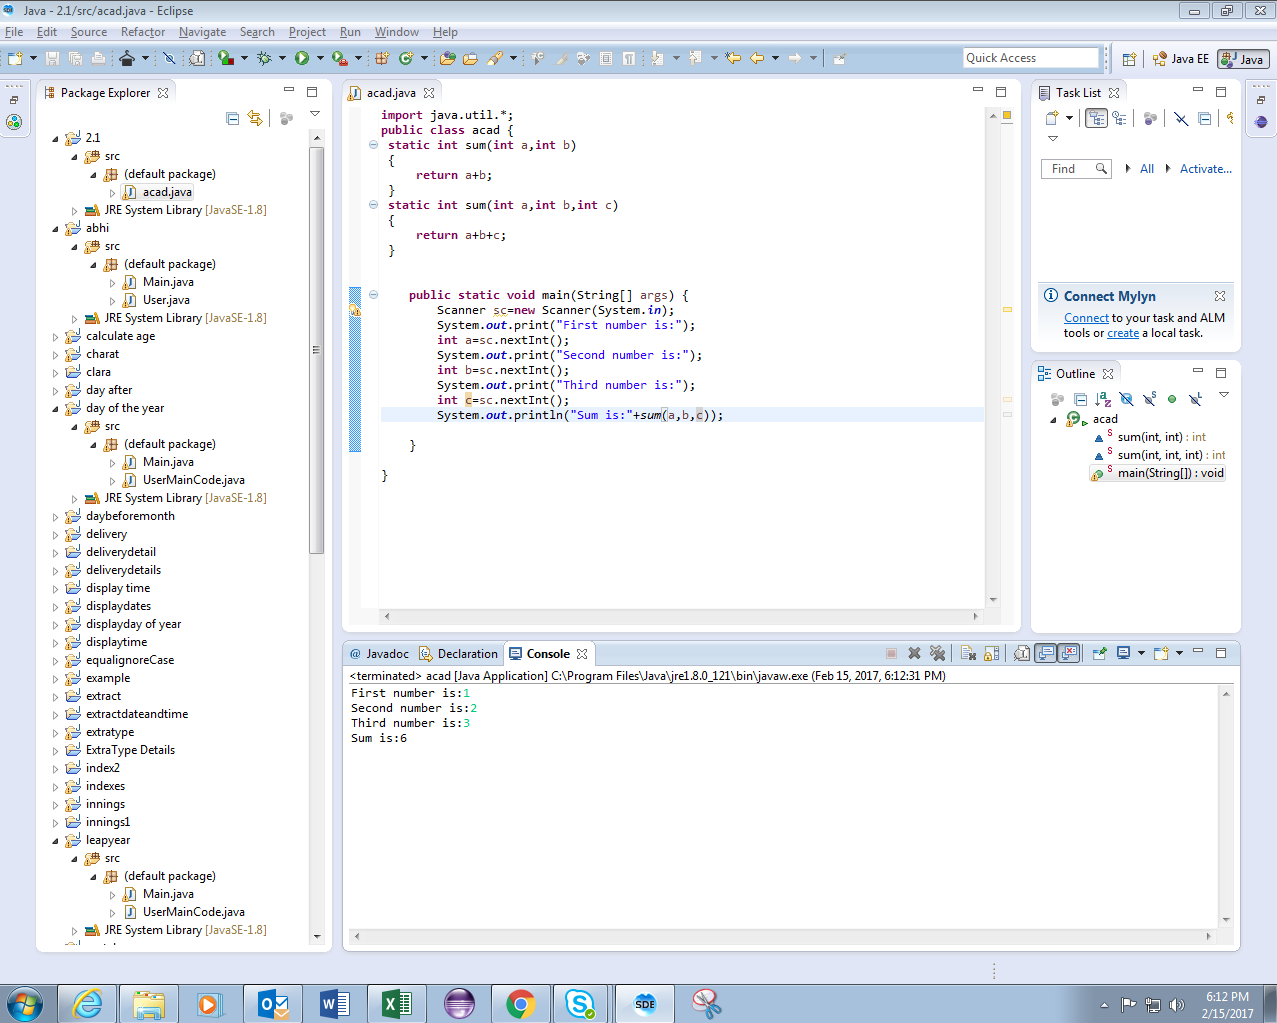 Java - 2.1/src/acad.java - Eclipse
File Edit Source Refactor Navigate Search Project Run Window Help
Quick Access
Java EE
Java
Package Explorer
2.1
src
(default package)
acad.java
JRE System Library [JavaSE-1.8]
abhi
src
(default package)
Main.java
User.java
JRE System Library [JavaSE-1.8]
calculate age
charat
clara
day after
day of the year
src
(default package)
Main.java
UserMainCode.java
JRE System Library [JavaSE-1.8]
daybeforemonth
delivery
deliverydetail
deliverydetails
display time
displaydates
displayday of year
displaytime
equalignoreCase
example
extract
extractdateandtime
extratype
ExtraType Details
index2
indexes
innings
innings1
leapyear
src
(default package)
Main.java
UserMainCode.java
JRE System Library [JavaSE-1.8]
acad.java
import java.util.*;
public class acad {
static int sum(int a,int b)
{
return a+b;
}
static int sum(int a,int b,int c)
{
return a+b+c;
}
public static void main(String[] args) {
Scanner sc=new Scanner(System.in);
System.out.print("First number is:");
int a=sc.nextInt();
System.out.print("Second number is:");
int b=sc.nextInt();
System.out.print("Third number is:");
int c=sc.nextInt();
System.out.println("Sum is:"+sum(a,b,c));
}
}
Task List
Find
All
Activate...
Connect Mylyn
Connect to your task and ALM
tools or create a local task.
Outline
acad
sum(int, int) : int
sum(int, int, int) : int
main(String[]) : void
@ Javadoc
Declaration
Console
<terminated> acad [Java Application] C:\Program Files\Java\jre1.8.0_121\bin\javaw.exe (Feb 15, 2017, 6:12:31 PM)
First number is:1
Second number is:2
Third number is:3
Sum is:6
SDE
6:12 PM
2/15/2017